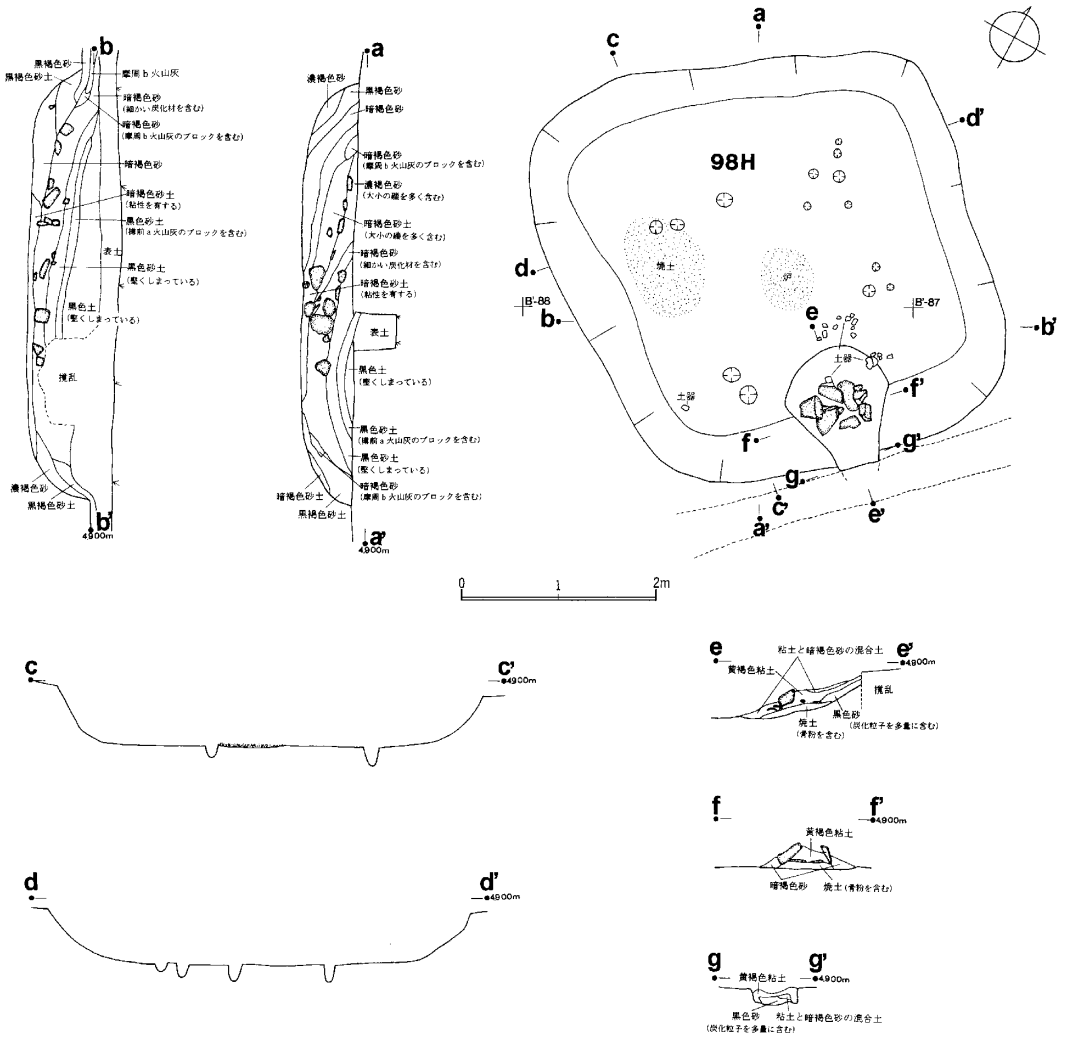 b
黒褐色砂
黒褐色砂土
摩周b火山灰
暗褐色砂
(細かい炭化材を含む)
暗褐色砂
(摩周b火山灰のブロックを含む)
暗褐色砂
暗褐色砂土
(粘性を有する)
黒色砂土
(樽前a火山灰のブロックを含む)
表土
黒色砂土
(堅くしまっている)
黒色土
(堅くしまっている)
撹乱
濃褐色砂
黒褐色砂土
b'
4,900m
a
濃褐色砂
黒褐色砂
暗褐色砂
暗褐色砂
(摩周b火山灰のブロックを含む)
濃褐色砂
(大小の礫を多く含む)
暗褐色砂土
(大小の礫を多く含む)
暗褐色砂
(細かい炭化材を含む)
暗褐色砂土
(粘性を有する)
表土
黒色土
(堅くしまっている)
黒色砂土
(樽前a火山灰のブロックを含む)
黒色砂土
(堅くしまっている)
暗褐色砂
(摩周b火山灰のブロックを含む)
暗褐色砂土
黒褐色砂土
a'
4,900m
a
c
d'
98H
焼土
炉
d
B'-88
b
B'-87
e
b'
土器
土器
f'
f
g'
g
c'
a'
e'
0 1 2m
c
c'
4,900m
d
d'
4,900m
e
粘土と暗褐色砂の混合土
e'
4,900m
黄褐色粘土
撹乱
焼土
(骨粉を含む)
黒色砂
(炭化粒子を多量に含む)
f
f'
4,900m
黄褐色粘土
暗褐色砂
焼土(骨粉を含む)
g
黄褐色粘土
g'
4,900m
黒色砂
(炭化粒子を多量に含む)
粘土と暗褐色砂の混合土